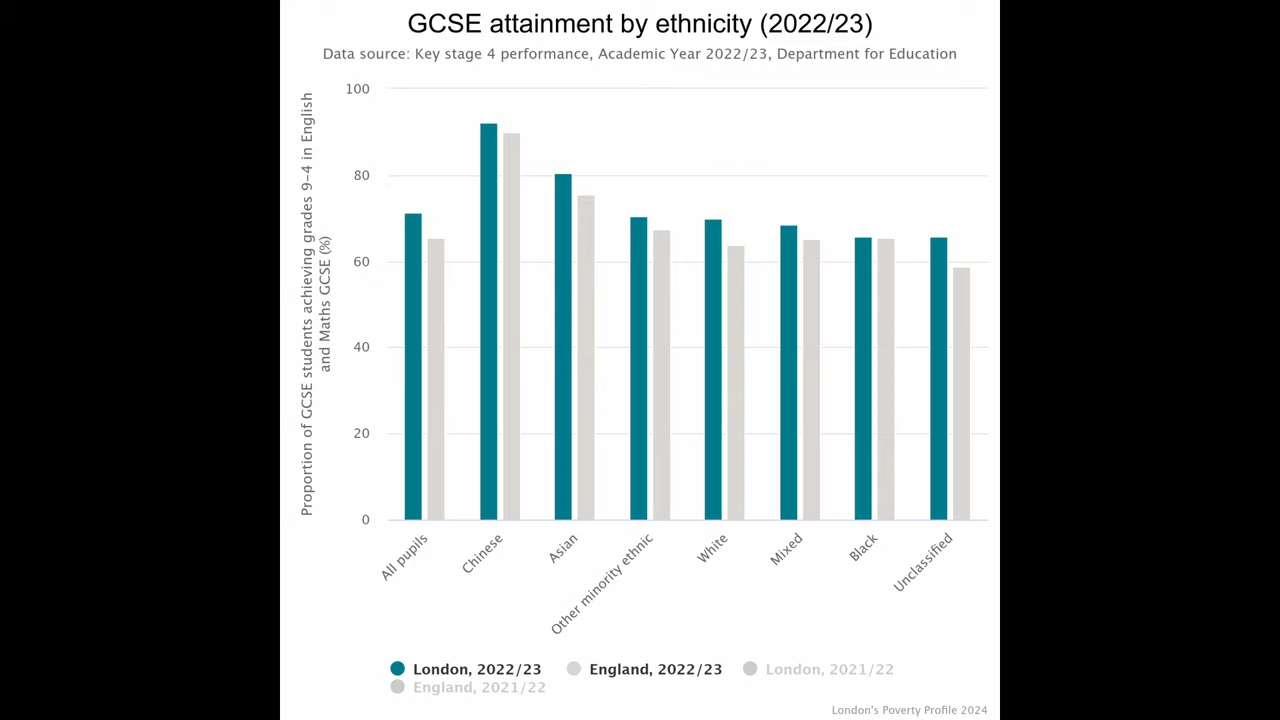 GCSE attainment by ethnicity (2022/23)
Data source: Key stage 4 performance, Academic Year 2022/23, Department for Education
Proportion of GCSE students achieving grades 9–4 in English
and Maths GCSE (%)
100
80
60
40
20
0
All pupils
Chinese
Asian
Other minority ethnic
White
Mixed
Black
Unclassified
London, 2022/23
England, 2022/23
London, 2021/22
England, 2021/22
London's Poverty Profile 2024